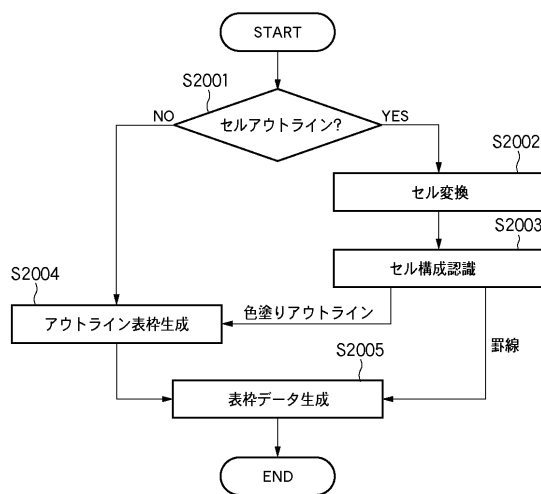 START
S2001
NO
セルアウトライン?
YES
S2002
セル変換
S2003
セル構成認識
S2004
色塗りアウトライン
アウトライン表枠生成
罫線
S2005
表枠データ生成
END